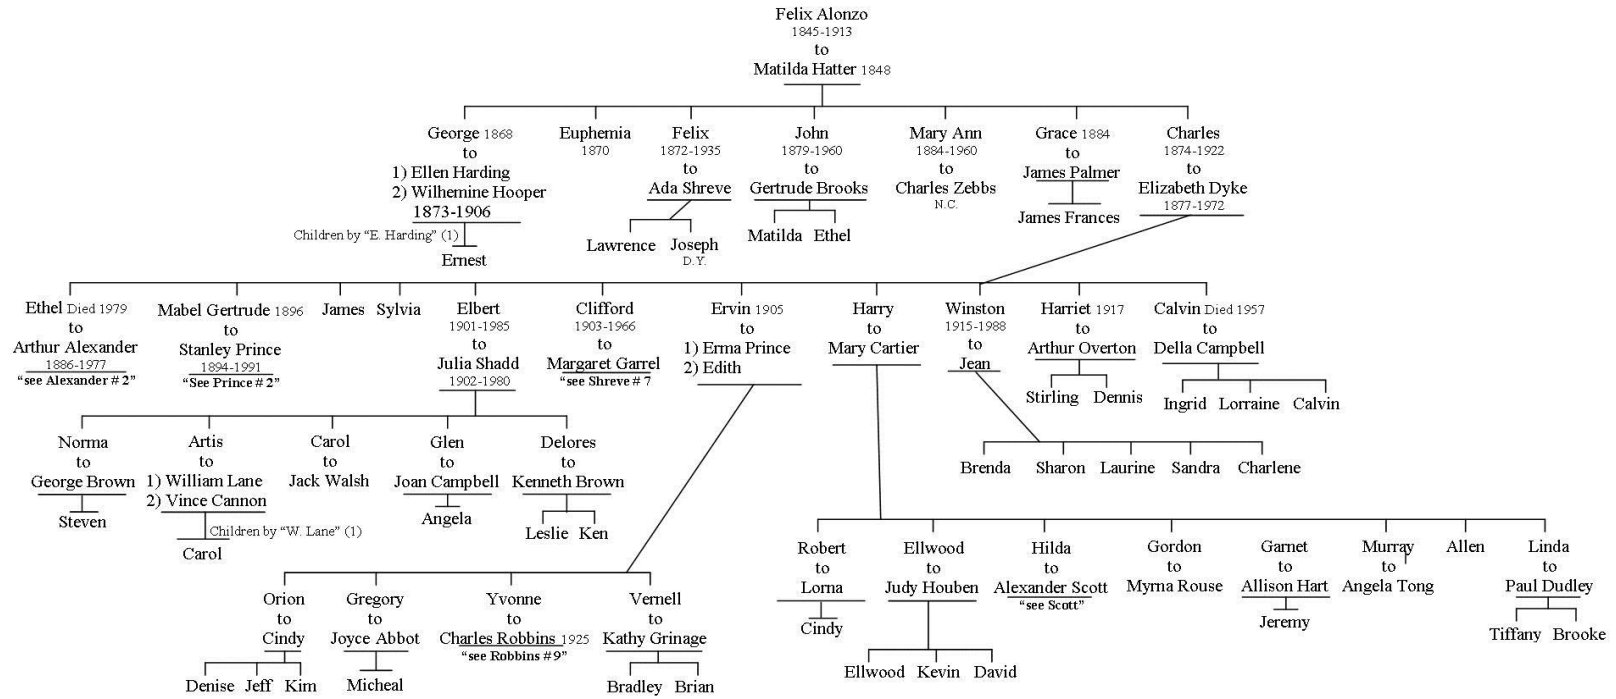 Felix Alonzo
1845-1913
to
Matilda Hatter 1848
George 1868
to
1) Ellen Harding
2) Wilhemine Hooper
1873-1906
Children by "E. Harding" (1)
Ernest
Euphemia
1870
Felix
1872-1935
to
Ada Shreve
Lawrence
Joseph
D.Y.
John
1879-1960
to
Gertrude Brooks
Matilda Ethel
Mary Ann
1884-1960
to
Charles Zebbs
N.C.
Grace 1884
to
James Palmer
James Frances
Charles
1874-1922
to
Elizabeth Dyke
1877-1972
Ethel Died 1979
to
Arthur Alexander
1886-1977
"see Alexander # 2"
Mabel Gertrude 1896
to
Stanley Prince
1894-1991
"See Prince # 2"
James
Sylvia
Elbert
1901-1985
to
Julia Shadd
1902-1980
Clifford
1903-1966
to
Margaret Garrel
"see Shreve # 7
Ervin 1905
to
1) Erma Prince
2) Edith
Harry
to
Mary Cartier
Winston
1915-1988
to
Jean
Harriet 1917
to
Arthur Overton
Stirling Dennis
Calvin Died 1957
to
Della Campbell
Ingrid Lorraine Calvin
Norma
to
George Brown
Steven
Artis
to
1) William Lane
2) Vince Cannon
Children by "W. Lane" (1)
Carol
Carol
to
Jack Walsh
Glen
to
Joan Campbell
Angela
Delores
to
Kenneth Brown
Leslie Ken
Brenda Sharon Laurine Sandra Charlene
Robert
to
Lorna
Cindy
Ellwood
to
Judy Houben
Ellwood Kevin David
Hilda
to
Alexander Scott
"see Scott"
Gordon
to
Myrna Rouse
Garnet
to
Allison Hart
Jeremy
Murray
to
Angela Tong
Allen
Linda
to
Paul Dudley
Tiffany Brooke
Orion
to
Cindy
Denise Jeff Kim
Gregory
to
Joyce Abbot
Micheal
Yvonne
to
Charles Robbins 1925
"see Robbins #9"
Vernell
to
Kathy Grinage
Bradley Brian